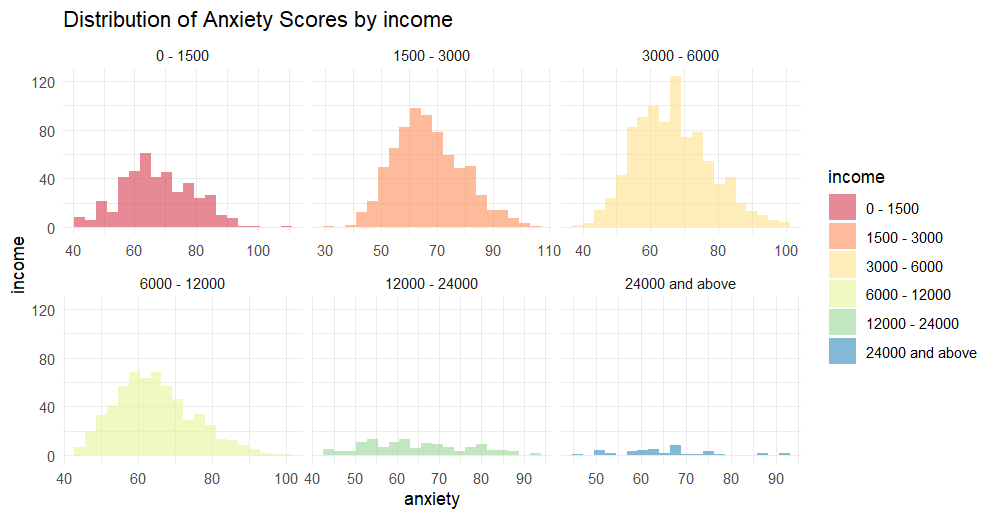 Distribution of Anxiety Scores by income
0 - 1500
1500 - 3000
3000 - 6000
120
80
40
0
40 60 80 100
30 50 70 90 110
40 60 80 100
income
6000 - 12000
12000 - 24000
24000 and above
120
80
40
0
40 60 80 100
40 50 60 70 80 90
50 60 70 80 90
anxiety
income
0 - 1500
1500 - 3000
3000 - 6000
6000 - 12000
12000 - 24000
24000 and above